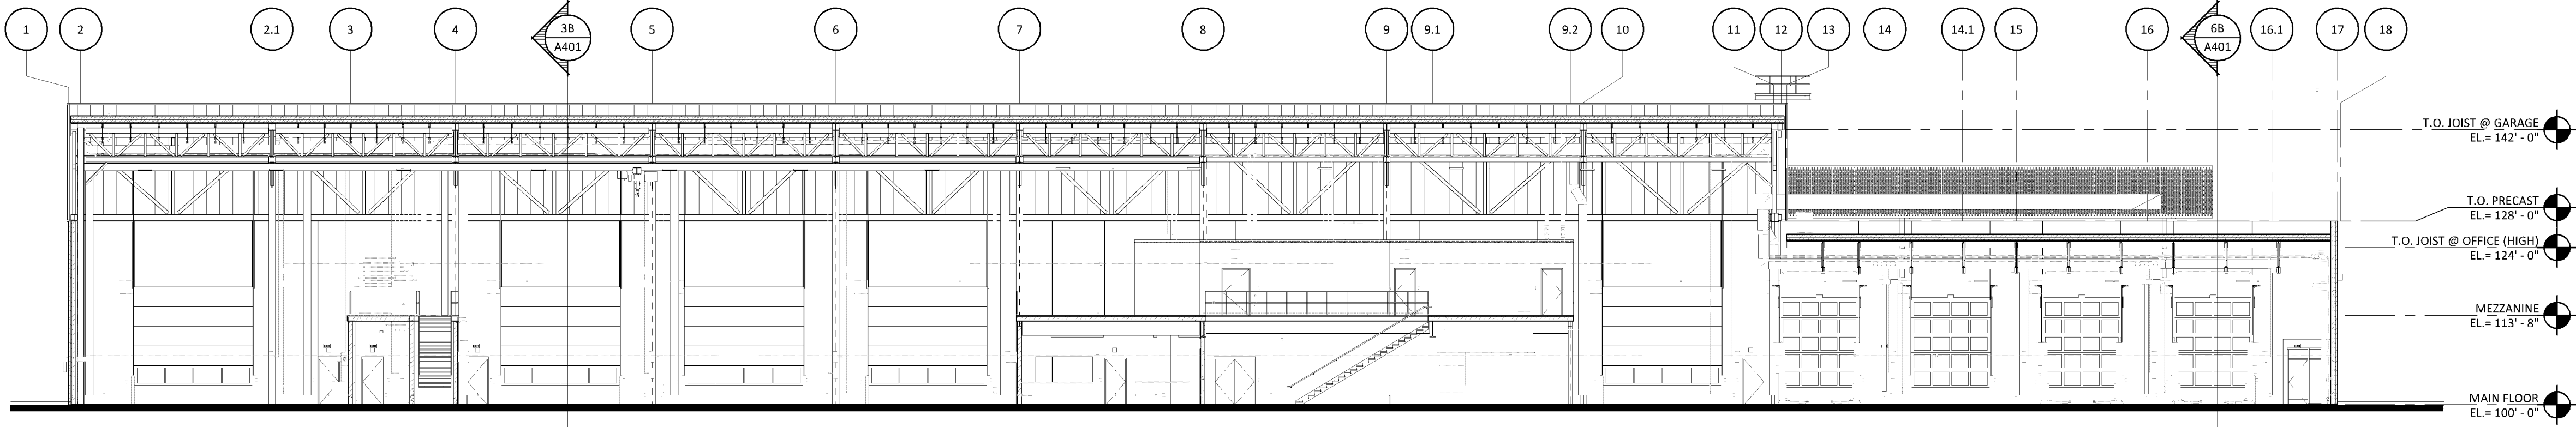 1
2
2.1
3
4
3B
A401
5
6
7
8
9
9.1
9.2
10
11
12
13
14
14.1
15
16
6B
A401
16.1
17
18
T.O. JOIST @ GARAGE
EL.= 142' - 0"
T.O. PRECAST
EL.= 128' - 0"
T.O. JOIST @ OFFICE (HIGH)
EL.= 124' - 0"
MEZZANINE
EL.= 113' - 8"
MAIN FLOOR
EL.= 100' - 0"